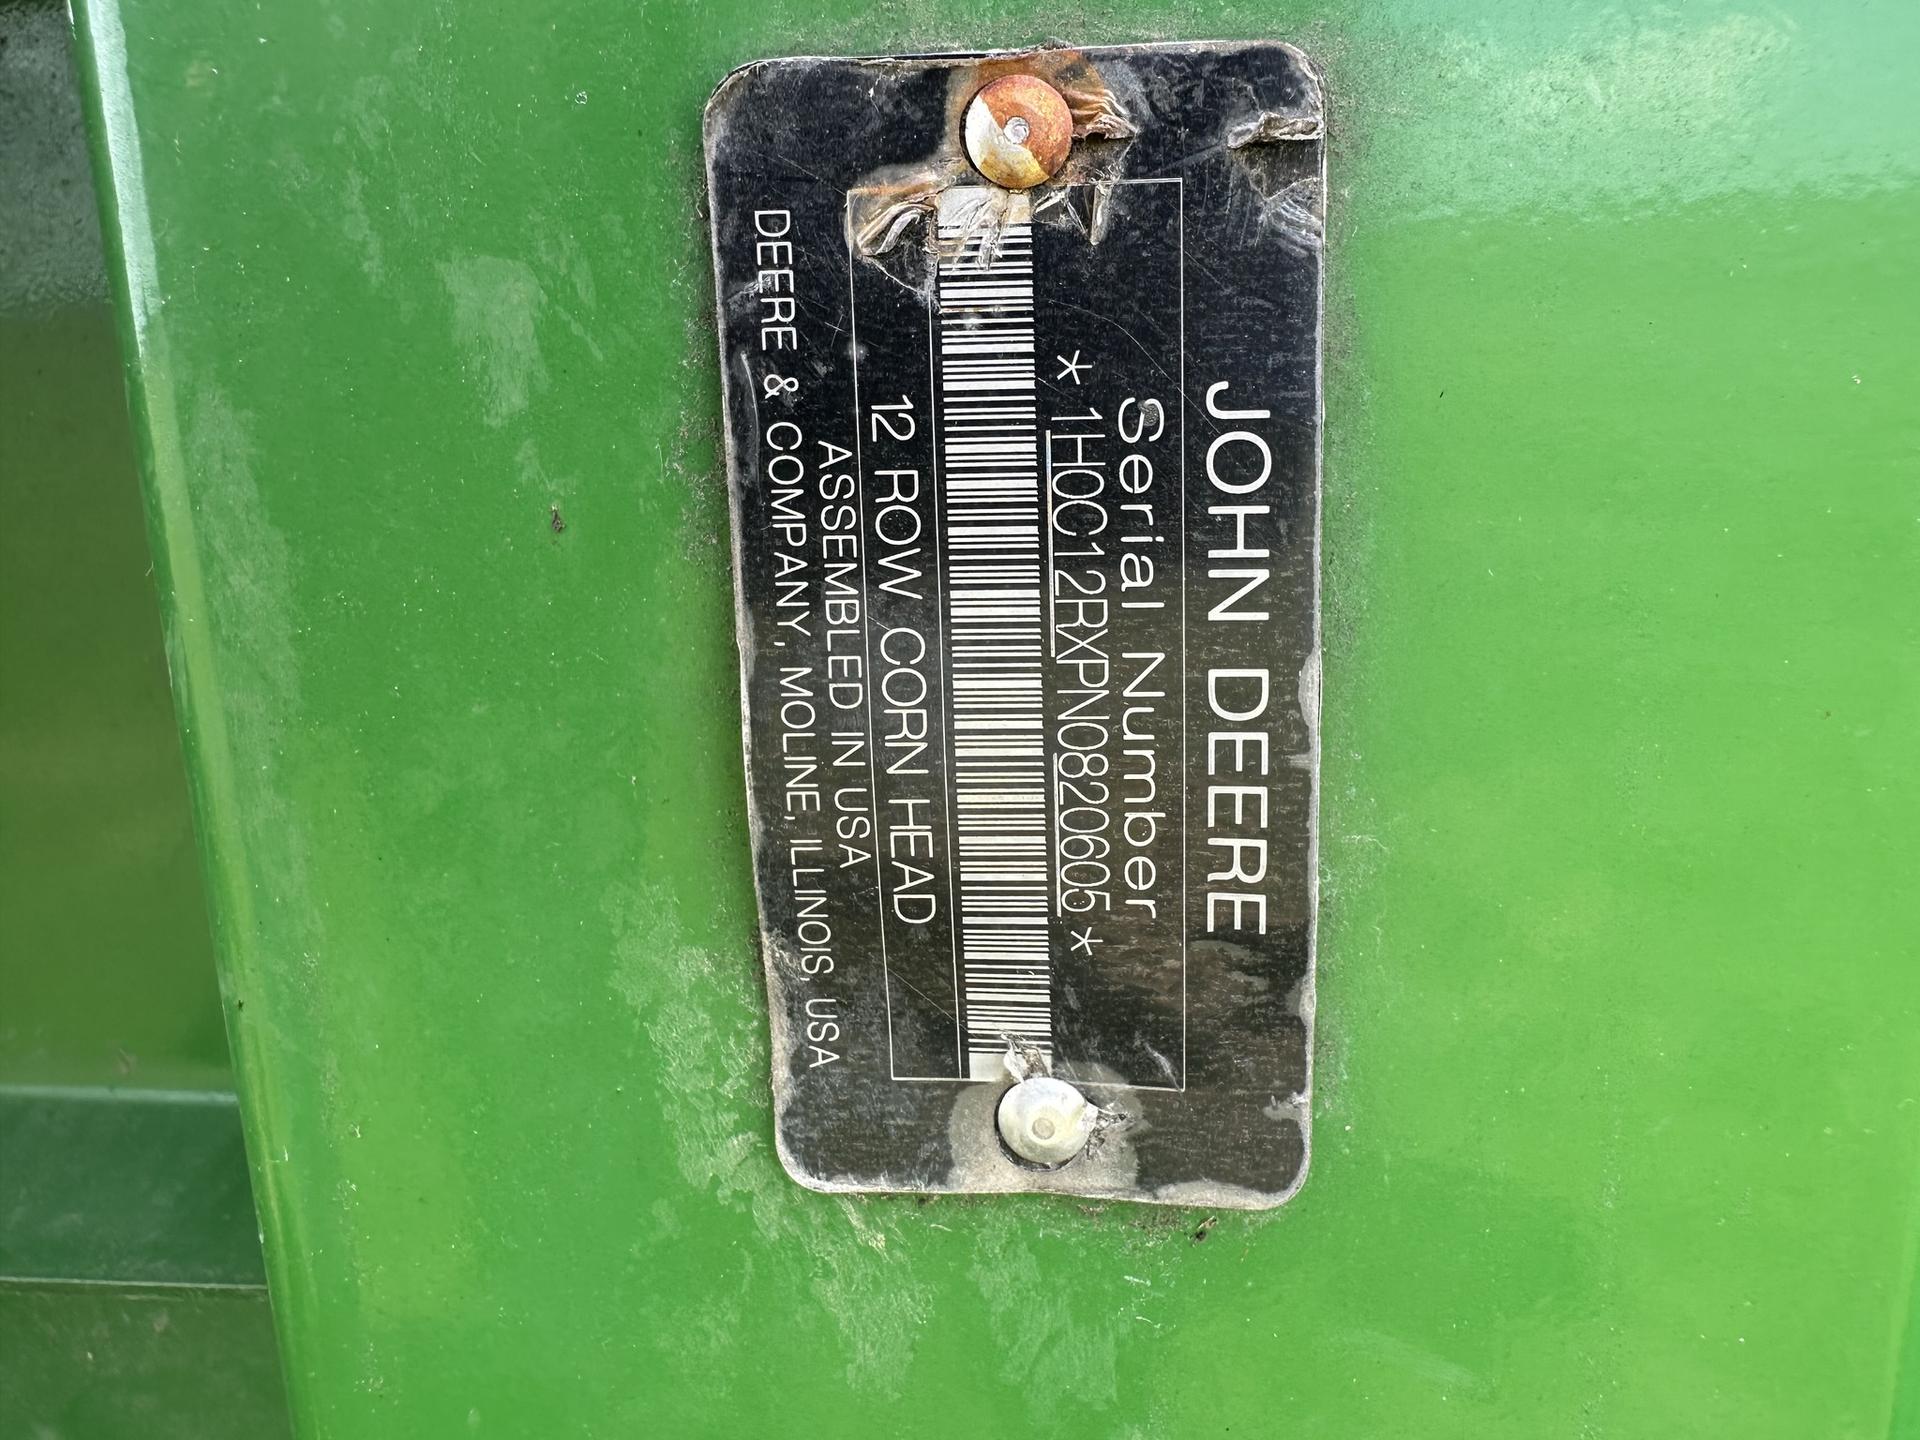 JOHN DEERE
Serial Number
* 1H0C12RXPN0820605 *
12 ROW CORN HEAD
ASSEMBLED IN USA
DEERE & COMPANY, MOLINE, ILLINOIS, USA